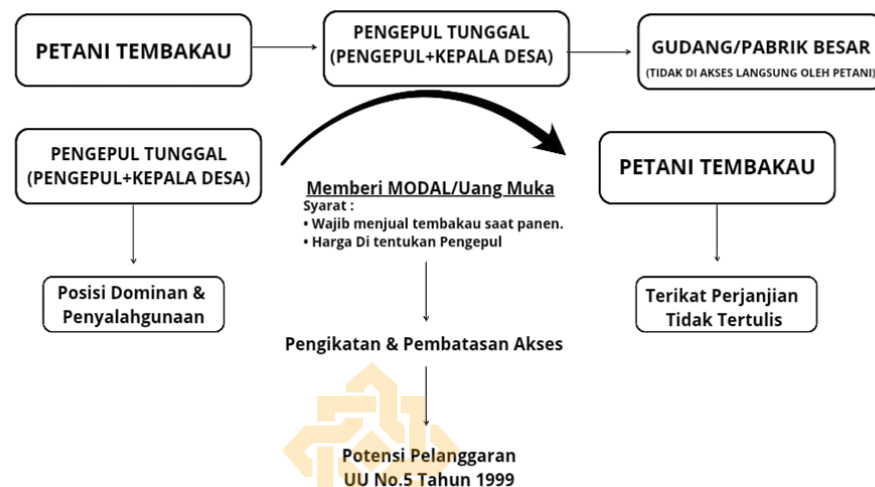 PETANI TEMBAKAU
PENGEPUL TUNGGAL
(PENGEPUL+KEPALA DESA)
GUDANG/PABRIK BESAR
(TIDAK DI AKSES LANGSUNG OLEH PETANI)
PENGEPUL TUNGGAL
(PENGEPUL+KEPALA DESA)
Memberi MODAL/Uang Muka
Syarat :
• Wajib menjual tembakau saat panen.
• Harga Di tentukan Pengepul
PETANI TEMBAKAU
Posisi Dominan &
Penyalahgunaan
Terikat Perjanjian
Tidak Tertulis
Pengikatan & Pembatasan Akses
Potensi Pelanggaran
UU No.5 Tahun 1999